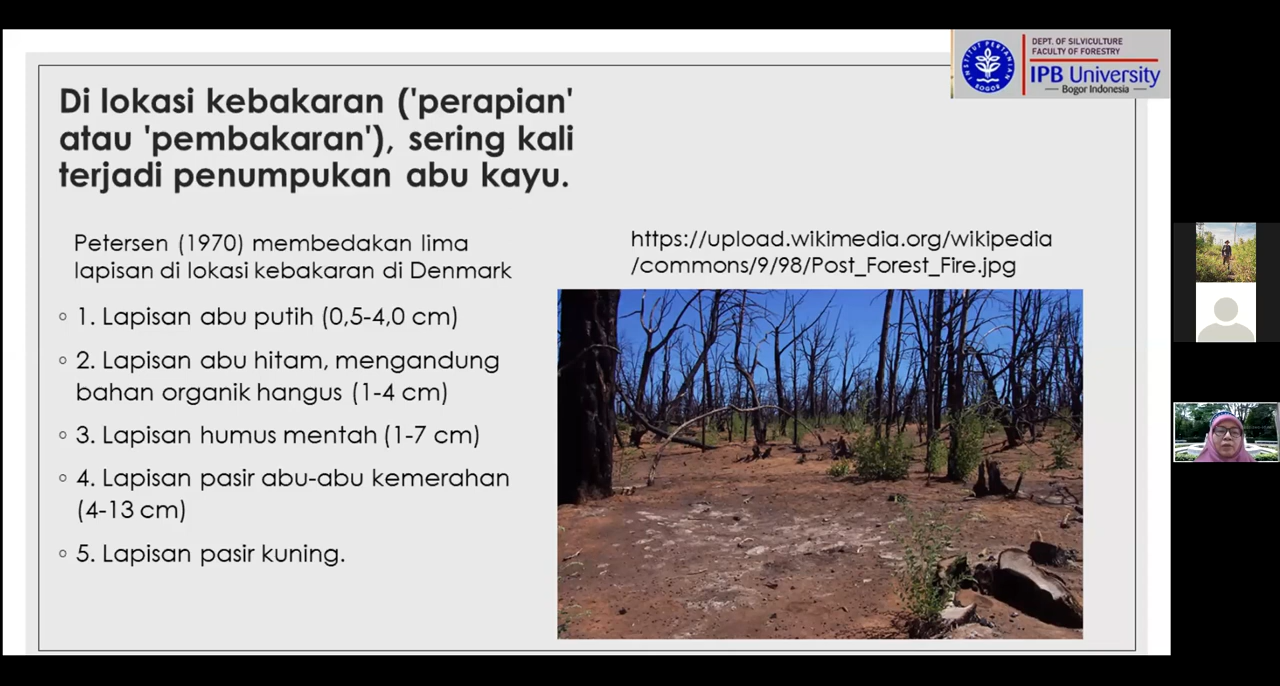 DEPT. OF SILVICULTURE
FACULTY OF FORESTRY
IPB University
Bogor Indonesia
INSTITUT PERTANIAN
BOGOR
Di lokasi kebakaran ('perapian'
atau 'pembakaran'), sering kali
terjadi penumpukan abu kayu.
Petersen (1970) membedakan lima
lapisan di lokasi kebakaran di Denmark
◦ 1. Lapisan abu putih (0,5-4,0 cm)
◦ 2. Lapisan abu hitam, mengandung
bahan organik hangus (1-4 cm)
◦ 3. Lapisan humus mentah (1-7 cm)
◦ 4. Lapisan pasir abu-abu kemerahan
(4-13 cm)
◦ 5. Lapisan pasir kuning.
https://upload.wikimedia.org/wikipedia
/commons/9/98/Post_Forest_Fire.jpg